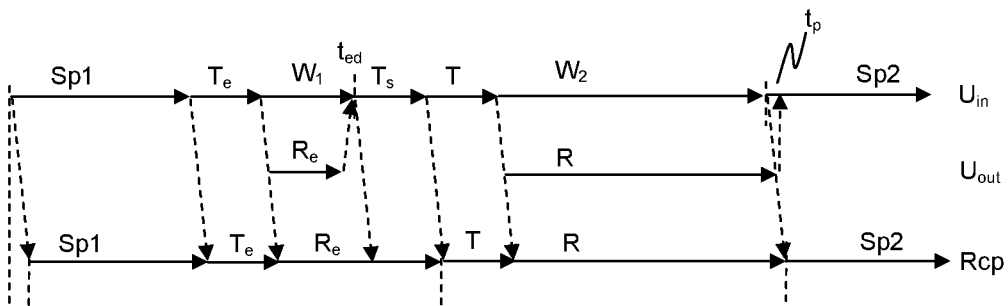 t_p
t_ed
Sp1 T_e W_1 T_s T W_2 Sp2 U_in
R_e R U_out
Sp1 T_e R_e T R Sp2 Rcp